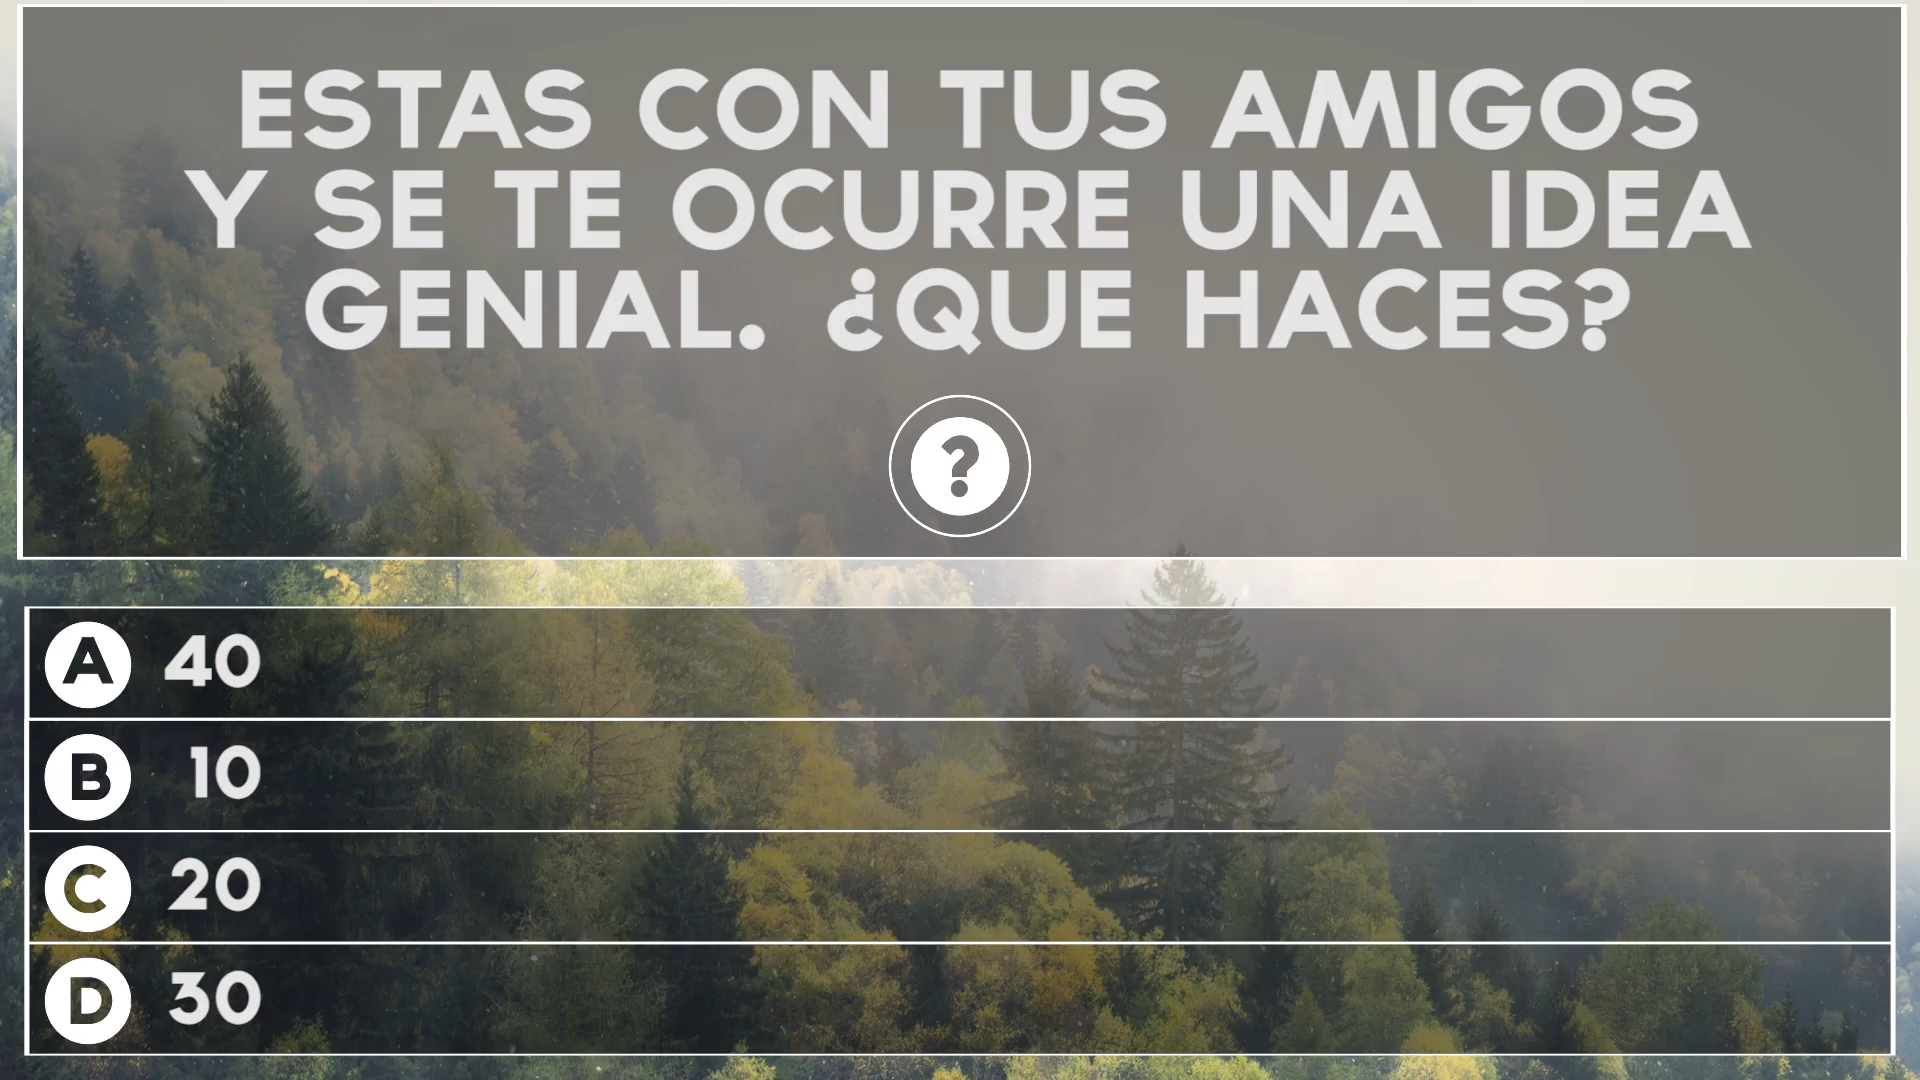 ESTAS CON TUS AMIGOS
Y SE TE OCURRE UNA IDEA
GENIAL. ¿QUE HACES?
?
A 40
B 10
C 20
D 30